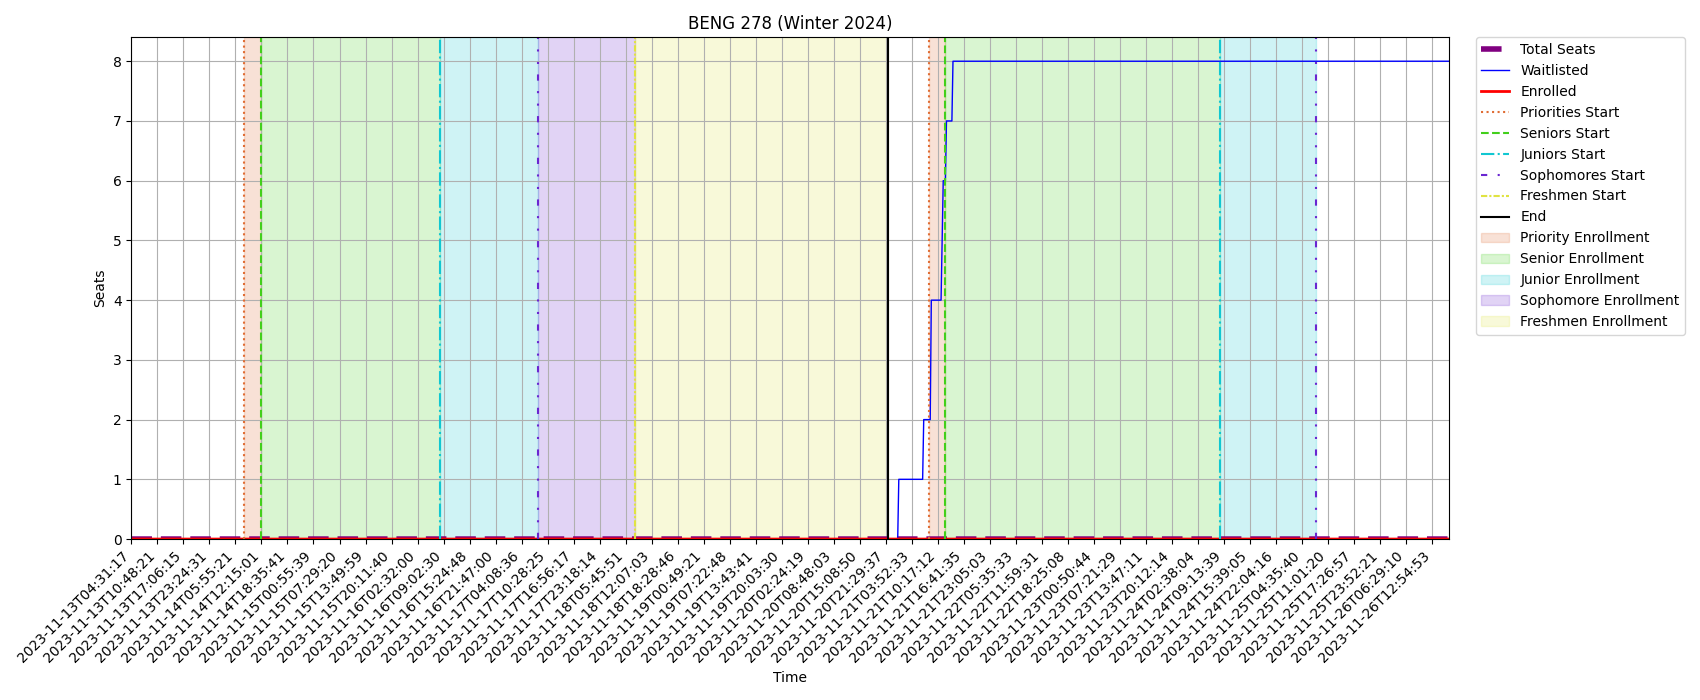 BENG 278 (Winter 2024)
Seats
8
7
6
5
4
3
2
1
0
2023-11-13T04:31:17
2023-11-13T10:48:21
2023-11-13T17:06:15
2023-11-13T23:24:31
2023-11-14T05:55:21
2023-11-14T12:15:01
2023-11-14T18:35:41
2023-11-15T00:55:39
2023-11-15T07:29:20
2023-11-15T13:49:59
2023-11-15T20:11:40
2023-11-16T02:32:00
2023-11-16T09:02:30
2023-11-16T15:24:48
2023-11-16T21:47:00
2023-11-17T04:08:36
2023-11-17T10:28:25
2023-11-17T16:56:17
2023-11-17T23:18:14
2023-11-18T05:45:51
2023-11-18T12:07:03
2023-11-18T18:28:46
2023-11-19T00:49:21
2023-11-19T07:22:48
2023-11-19T13:43:41
2023-11-19T20:03:30
2023-11-20T02:24:19
2023-11-20T08:48:03
2023-11-20T15:08:50
2023-11-20T21:29:37
2023-11-21T03:52:33
2023-11-21T10:17:12
2023-11-21T16:41:35
2023-11-21T23:05:03
2023-11-22T05:35:33
2023-11-22T11:59:31
2023-11-22T18:25:08
2023-11-23T00:50:44
2023-11-23T07:21:29
2023-11-23T13:47:11
2023-11-23T20:12:14
2023-11-24T02:38:04
2023-11-24T09:13:39
2023-11-24T15:39:05
2023-11-24T22:04:16
2023-11-25T04:35:40
2023-11-25T11:01:20
2023-11-25T17:26:57
2023-11-25T23:52:21
2023-11-26T06:29:10
2023-11-26T12:54:53
Time
Total Seats
Waitlisted
Enrolled
Priorities Start
Seniors Start
Juniors Start
Sophomores Start
Freshmen Start
End
Priority Enrollment
Senior Enrollment
Junior Enrollment
Sophomore Enrollment
Freshmen Enrollment